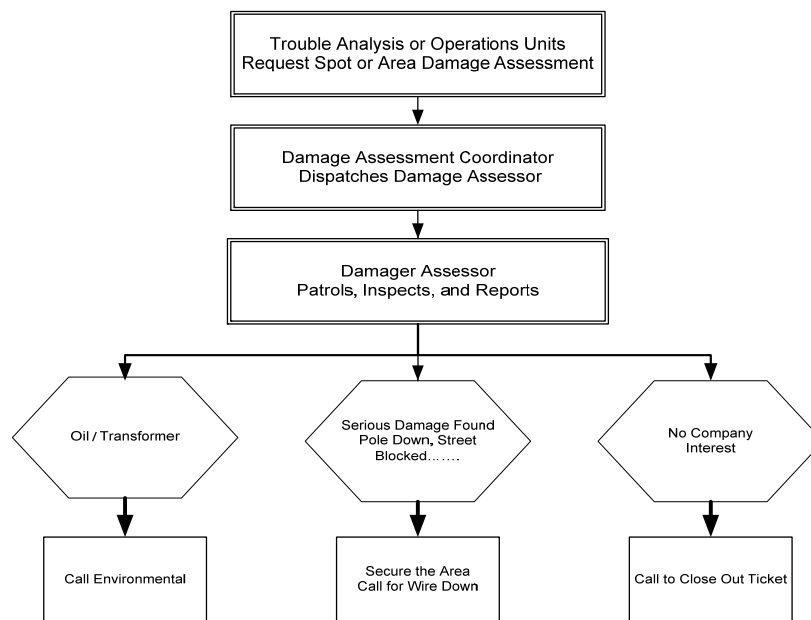 Trouble Analysis or Operations Units
Request Spot or Area Damage Assessment
Damage Assessment Coordinator
Dispatches Damage Assessor
Damager Assessor
Patrols, Inspects, and Reports
Oil / Transformer
Serious Damage Found
Pole Down, Street
Blocked.......
No Company
Interest
Call Environmental
Secure the Area
Call for Wire Down
Call to Close Out Ticket